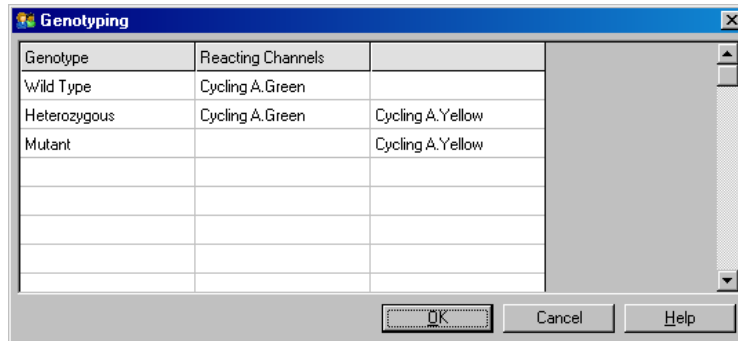 Genotyping
Genotype Reacting Channels
Wild Type Cycling A.Green
Heterozygous Cycling A.Green Cycling A.Yellow
Mutant Cycling A.Yellow
OK Cancel Help